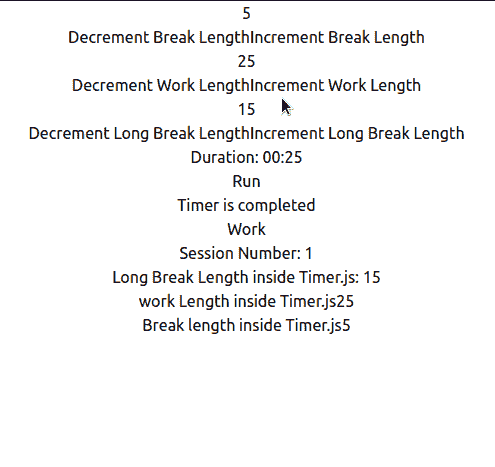 5
Decrement Break LengthIncrement Break Length
25
Decrement Work LengthIncrement Work Length
15
Decrement Long Break LengthIncrement Long Break Length
Duration: 00:25
Run
Timer is completed
Work
Session Number: 1
Long Break Length inside Timer.js: 15
work Length inside Timer.js25
Break length inside Timer.js5